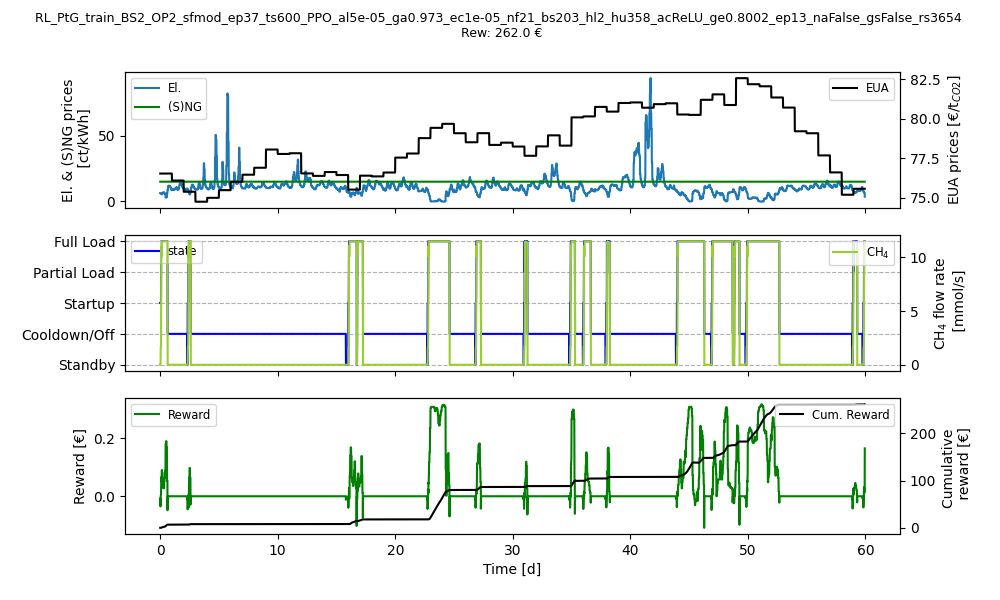 RL_PtG_train_BS2_OP2_sfmod_ep37_ts600_PPO_al5e-05_ga0.973_ec1e-05_nf21_bs203_hl2_hu358_acReLU_ge0.8002_ep13_naFalse_gsFalse_rs3654
Rew: 262.0 €
El. & (S)NG prices
[ct/kWh]
50
0
El.
(S)NG
EUA
82.5
80.0
77.5
75.0
EUA prices [€/t_CO2]
Full Load
Partial Load
Startup
Cooldown/Off
Standby
state
CH4
10
5
0
CH4 flow rate
[mmol/s]
Reward [€]
0.2
0.0
Reward
Cum. Reward
200
100
0
Cumulative
reward [€]
0
10
20
30
40
50
60
Time [d]